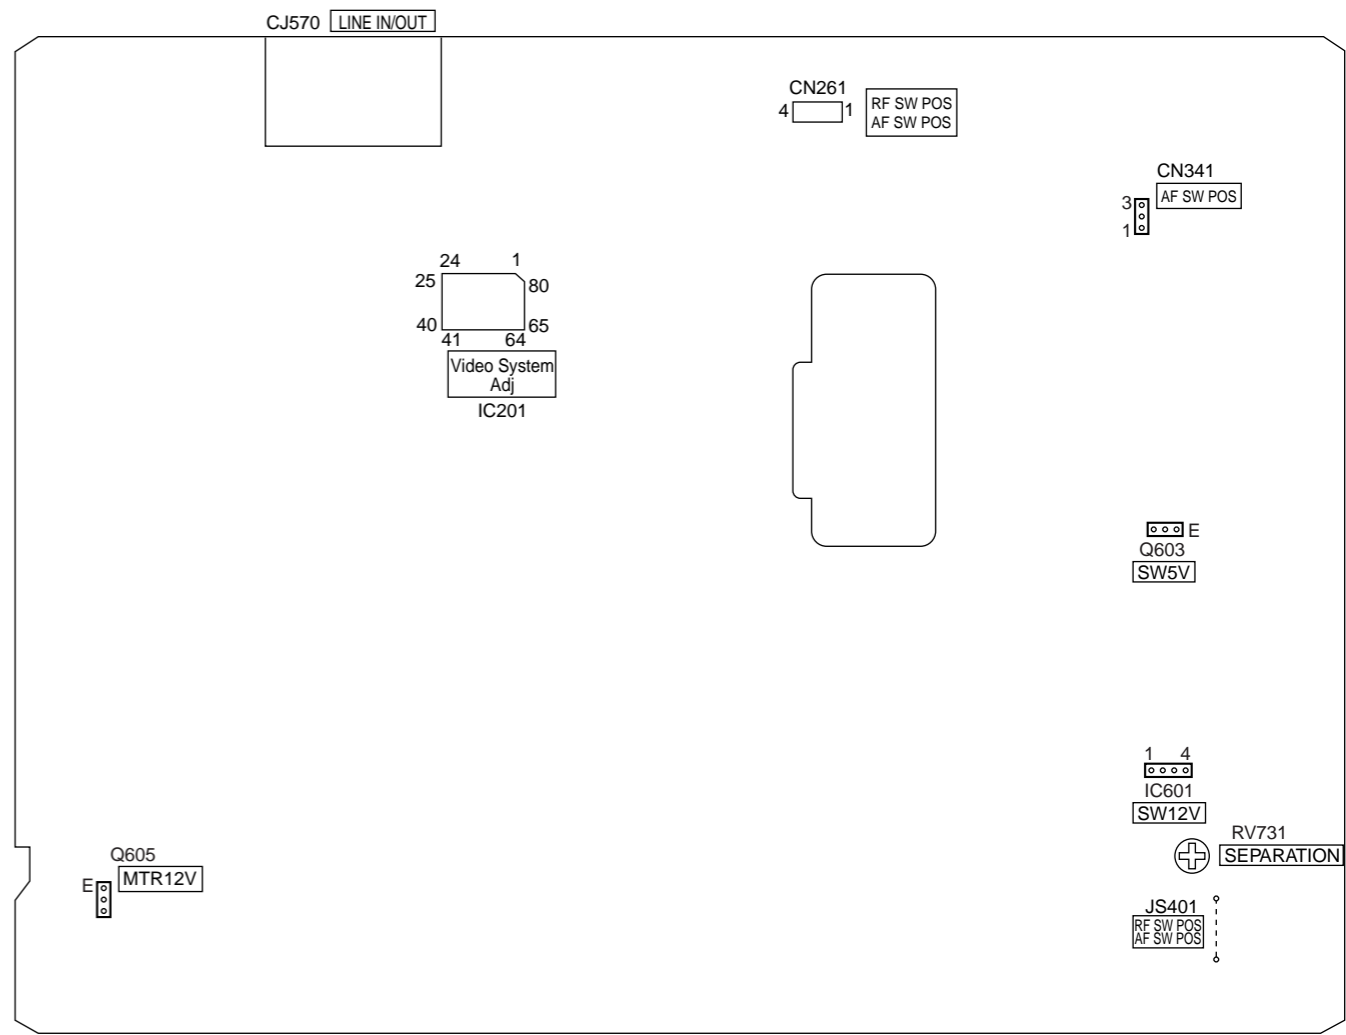 CJ570 LINE IN/OUT
CN261
4 1
RF SW POS
AF SW POS
CN341
AF SW POS
3
1
24 1
25 80
40 65
41 64
Video System
Adj
IC201
E
Q603
SW5V
1 4
IC601
SW12V
RV731
SEPARATION
Q605
MTR12V
E
JS401
RF SW POS
AF SW POS